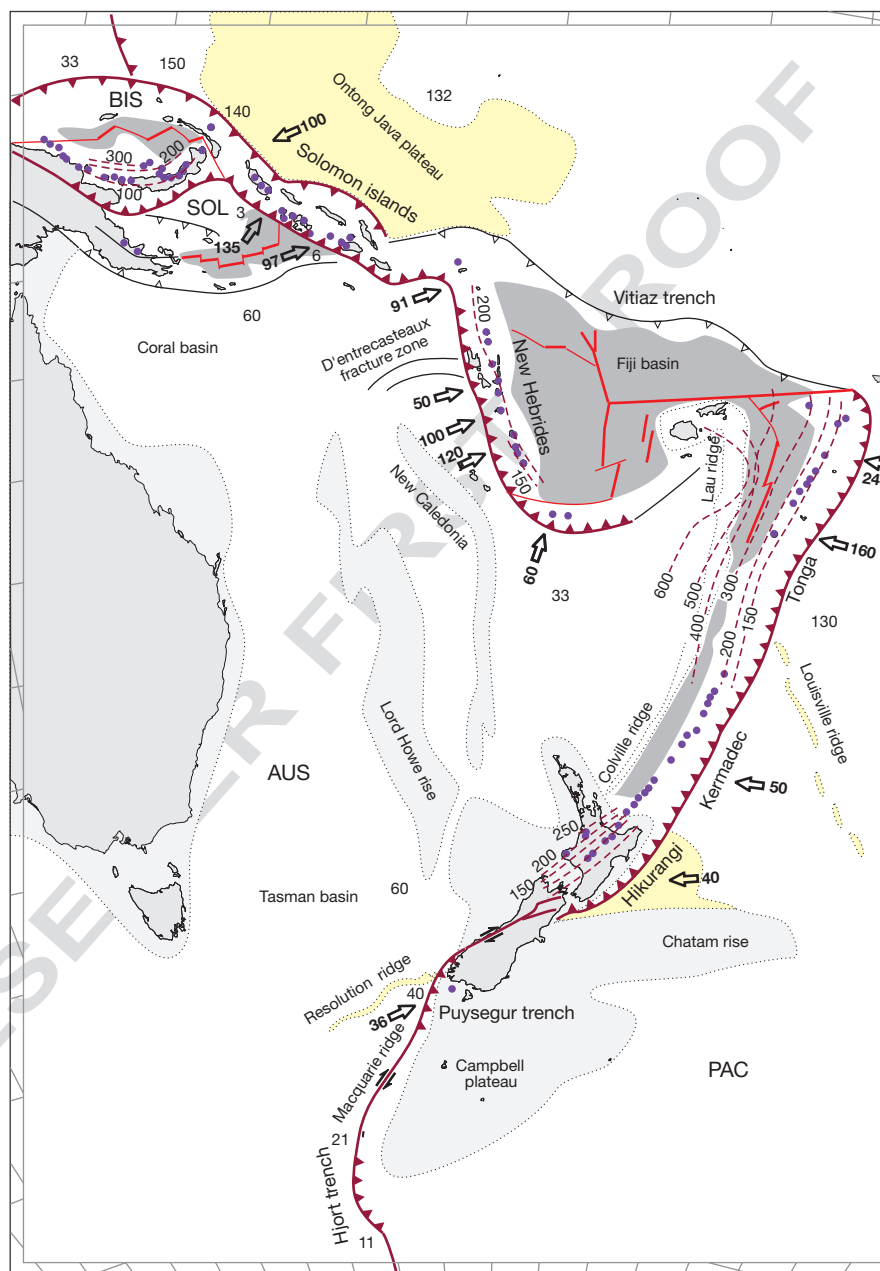 33
150
BIS
140
132
Ontong Java plateau
100
Solomon islands
300
200
100
SOL
3
135
97
6
60
91
200
Vitiaz trench
Coral basin
D'entrecasteaux
fracture zone
Fiji basin
New Hebrides
50
100
120
150
New Caledonia
Lau ridge
24
60
33
160
600
500
400
300
200
150
Tonga
130
Louisville ridge
Lord Howe rise
Colville ridge
AUS
Kermadec
50
250
200
150
Hikurangi
40
Tasman basin
60
Chatam rise
Resolution ridge
40
36
Puysegur trench
Macquarie ridge
Campbell
plateau
PAC
21
Hjort trench
11
SER FIRST PROOF